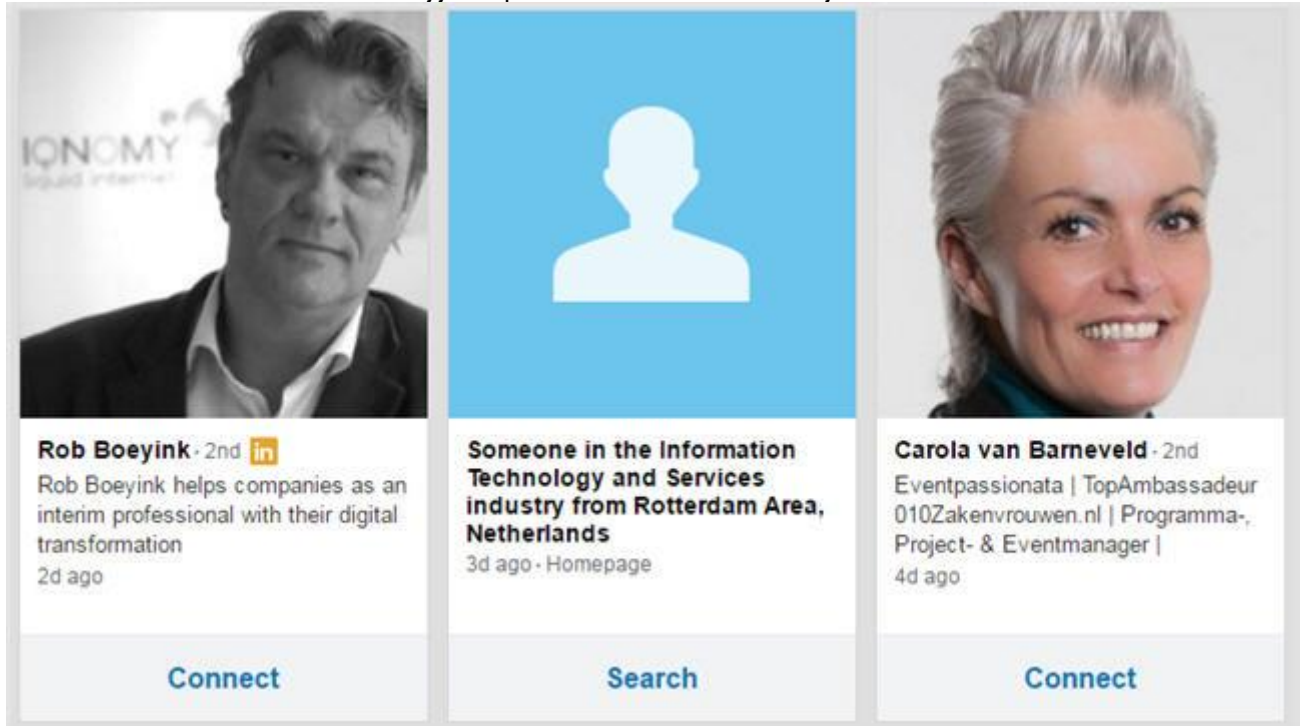 IONOMY
liquid internet
Rob Boeyink · 2nd in
Rob Boeyink helps companies as an
interim professional with their digital
transformation
2d ago
Connect
Someone in the Information
Technology and Services
industry from Rotterdam Area,
Netherlands
3d ago · Homepage
Search
Carola van Barneveld · 2nd
Eventpassionata | TopAmbassadeur
010Zakenvrouwen.nl | Programma-,
Project- & Eventmanager |
4d ago
Connect